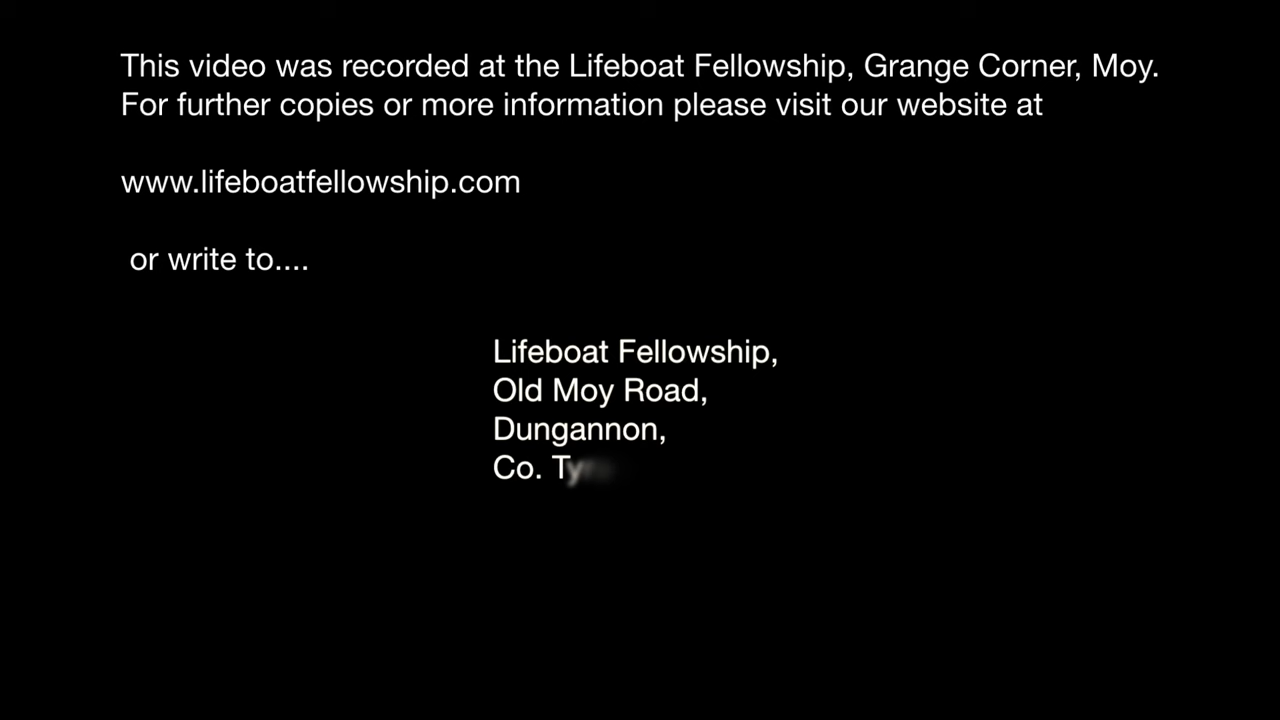 This video was recorded at the Lifeboat Fellowship, Grange Corner, Moy.
For further copies or more information please visit our website at
www.lifeboatfellowship.com
or write to....
Lifeboat Fellowship,
Old Moy Road,
Dungannon,
Co.